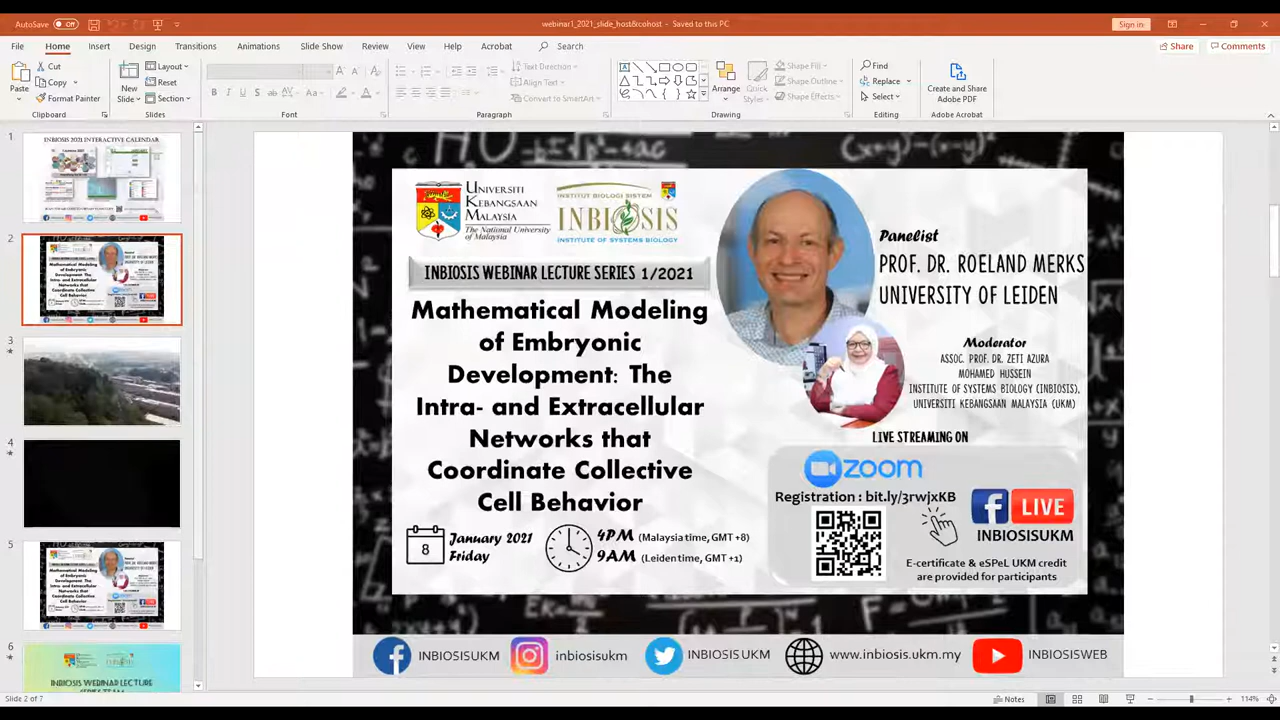 AutoSave Off
webinar1_2021_slide_host&cohost - Saved to this PC
Sign in
File Home Insert Design Transitions Animations Slide Show Review View Help Acrobat Search
Share Comments
Paste
Cut
Copy
Format Painter
Clipboard
New
Slide
Layout
Reset
Section
Slides
Font
Text Direction
Align Text
Convert to SmartArt
Paragraph
Arrange
Quick
Styles
Shape Fill
Shape Outline
Shape Effects
Drawing
Find
Replace
Select
Editing
Create and Share
Adobe PDF
Adobe Acrobat
1
INBIOSIS 2021 INTERACTIVE CALENDAR
2
3
4
5
6
INBIOSIS WEBINAR LECTURE
UNIVERSITI
KEBANGSAAN
MALAYSIA
The National University
of Malaysia
INSTITUT BIOLOGI SISTEM
INBIOSIS
INSTITUTE OF SYSTEMS BIOLOGY
INBIOSIS WEBINAR LECTURE SERIES 1/2021
Mathematical Modeling
of Embryonic
Development: The
Intra- and Extracellular
Networks that
Coordinate Collective
Cell Behavior
8
January 2021
Friday
4PM (Malaysia time, GMT +8)
9AM (Leiden time, GMT +1)
Panelist
PROF. DR. ROELAND MERKS
UNIVERSITY OF LEIDEN
Moderator
ASSOC. PROF. DR. ZETI AZURA
MOHAMED HUSSEIN
INSTITUTE OF SYSTEMS BIOLOGY (INBIOSIS),
UNIVERSITI KEBANGSAAN MALAYSIA (UKM)
LIVE STREAMING ON
zoom
Registration : bit.ly/3rwjxKB
LIVE
INBIOSISUKM
E-certificate & eSPeL UKM credit
are provided for participants
INBIOSISUKM inbiosisukm INBIOSISUKM www.inbiosis.ukm.my INBIOSISWEB
Slide 2 of 7
Notes
114%